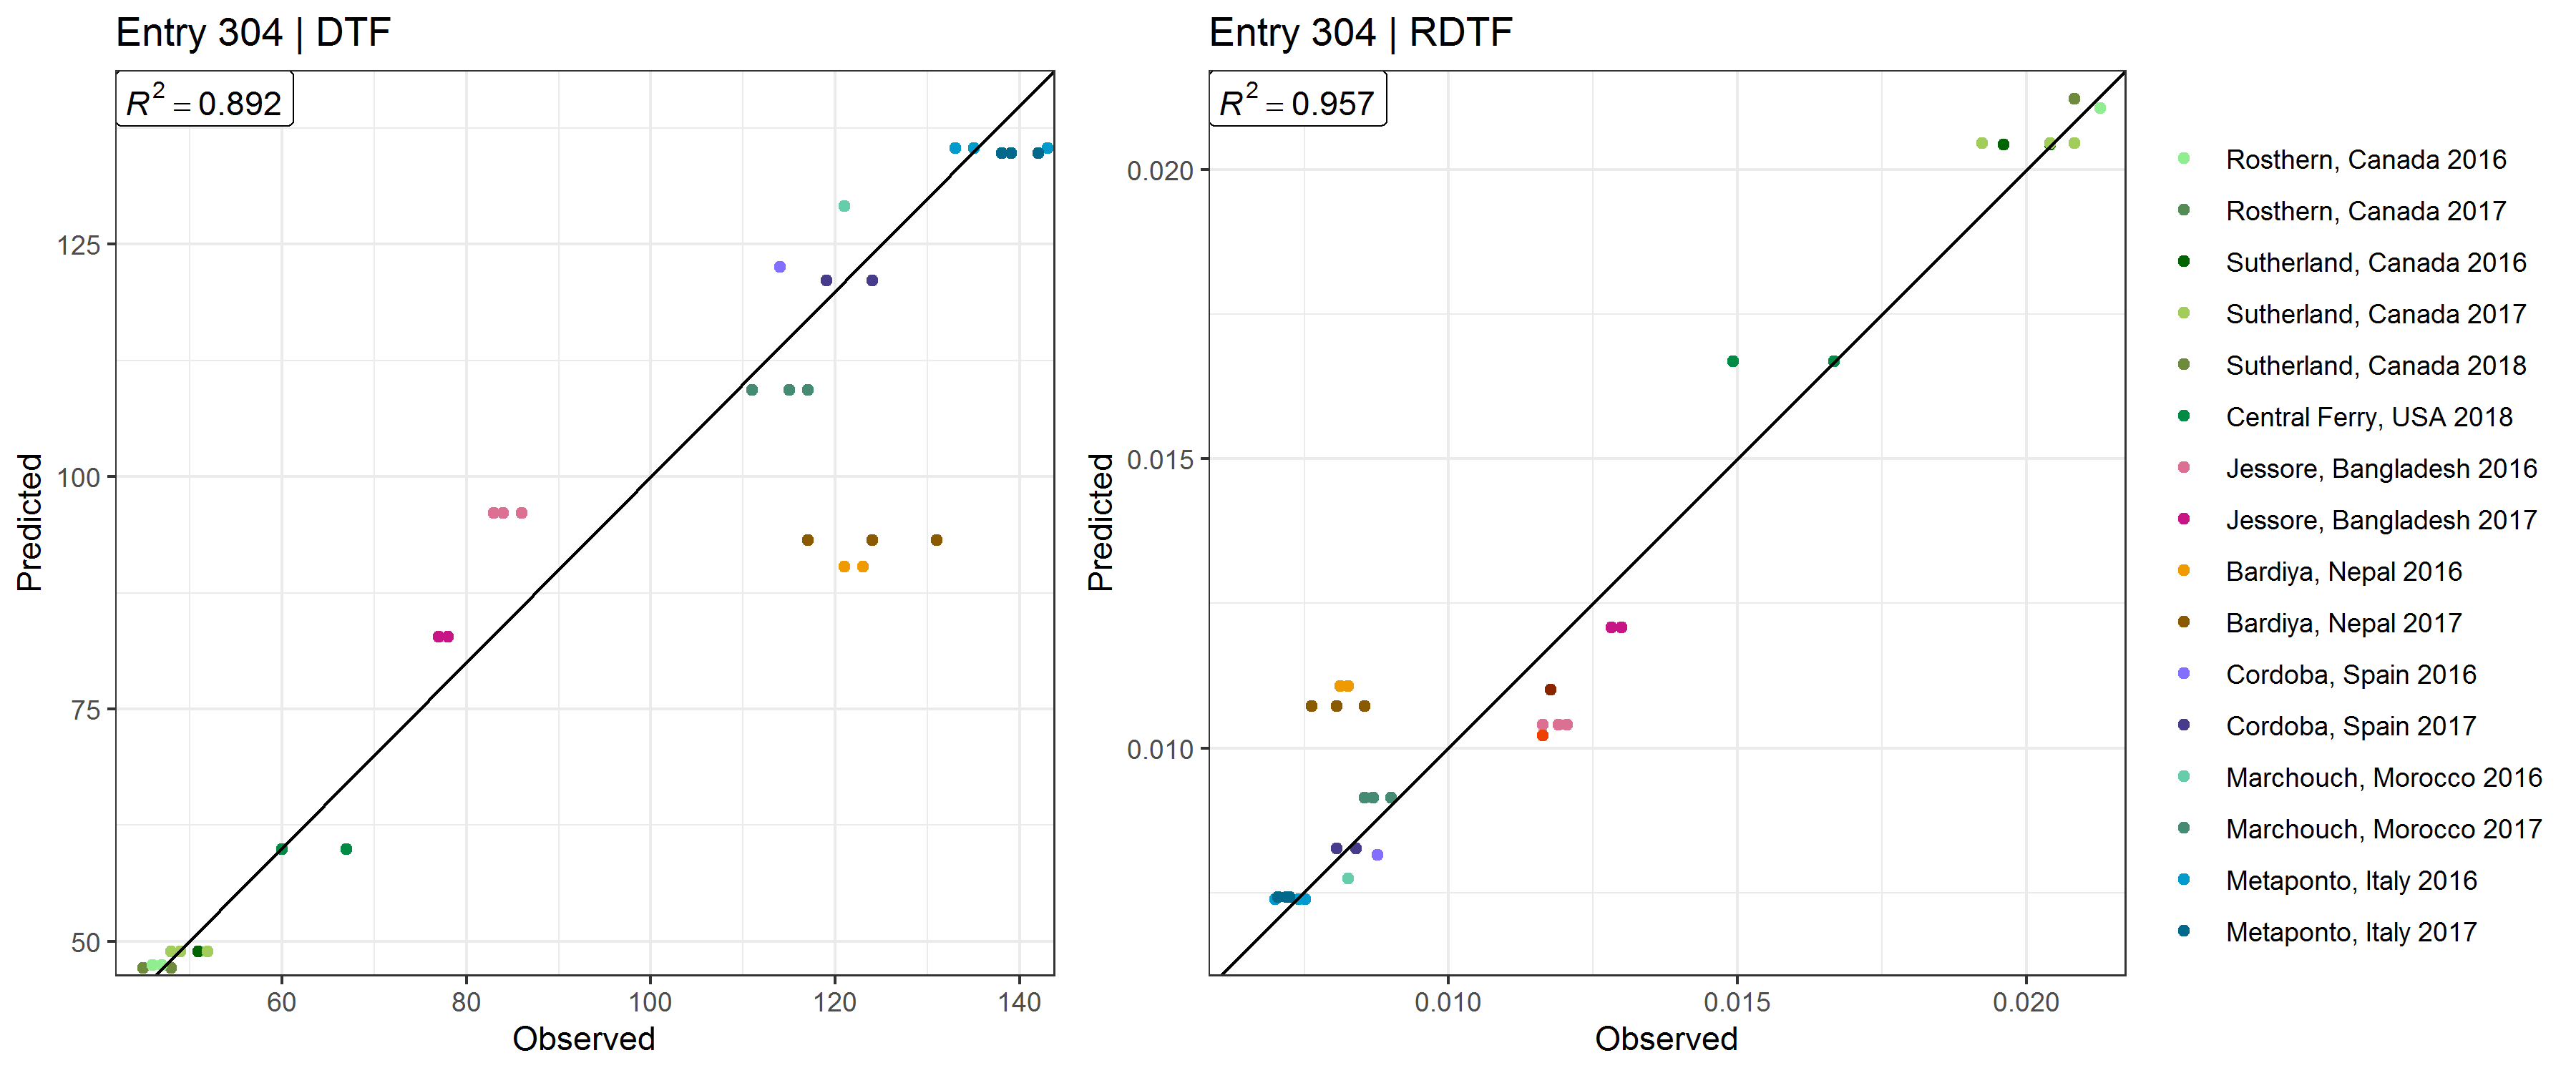 Entry 304 | DTF
R² = 0.892
125
100
75
50
Predicted
60 80 100 120 140
Observed
Entry 304 | RDTF
R² = 0.957
0.020
0.015
0.010
Predicted
0.010 0.015 0.020
Observed
Rosthern, Canada 2016
Rosthern, Canada 2017
Sutherland, Canada 2016
Sutherland, Canada 2017
Sutherland, Canada 2018
Central Ferry, USA 2018
Jessore, Bangladesh 2016
Jessore, Bangladesh 2017
Bardiya, Nepal 2016
Bardiya, Nepal 2017
Cordoba, Spain 2016
Cordoba, Spain 2017
Marchouch, Morocco 2016
Marchouch, Morocco 2017
Metaponto, Italy 2016
Metaponto, Italy 2017